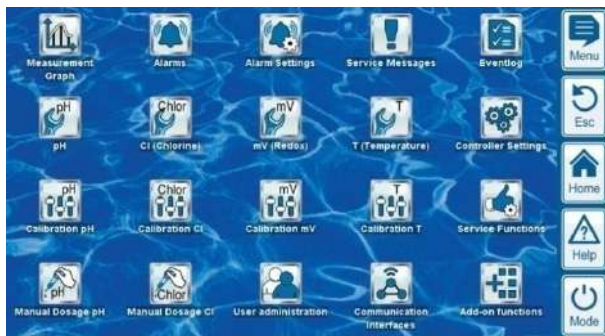 Measurement
Graph
Alarms
Alarm Settings
Service Messages
Eventlog
Menu
pH
pH
Chlor
Cl (Chlorine)
mV
mV (Redox)
T
T (Temperature)
Controller Settings
Esc
pH
Calibration pH
Chlor
Calibration Cl
mV
Calibration mV
T
Calibration T
Service Functions
Home
Help
pH
Manual Dosage pH
Chlor
Manual Dosage Cl
User administration
Communication
Interfaces
Add-on functions
Mode